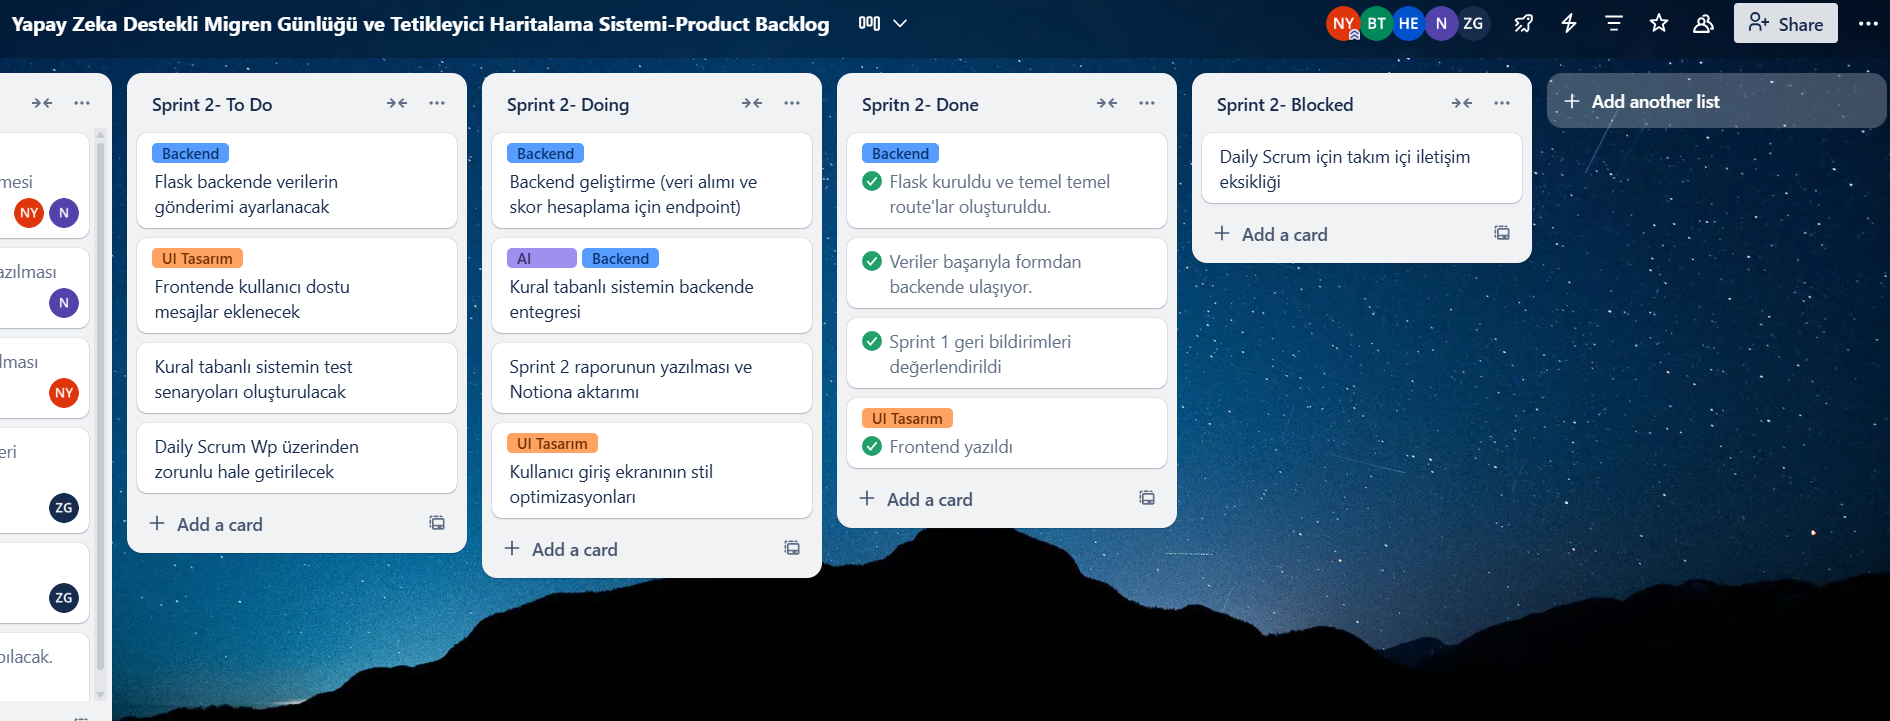 Yapay Zeka Destekli Migren Günlüğü ve Tetikleyici Haritalama Sistemi-Product Backlog
NY
BT
HE
N
ZG
Share
mesi
NY
N
azılması
N
lması
NY
eri
ZG
ZG
pılacak.
Sprint 2- To Do
Backend
Flask backende verilerin
gönderimi ayarlanacak
UI Tasarım
Frontende kullanıcı dostu
mesajlar eklenecek
Kural tabanlı sistemin test
senaryoları oluşturulacak
Daily Scrum Wp üzerinden
zorunlu hale getirilecek
Add a card
Sprint 2- Doing
Backend
Backend geliştirme (veri alımı ve
skor hesaplama için endpoint)
AI
Backend
Kural tabanlı sistemin backende
entegresi
Sprint 2 raporunun yazılması ve
Notiona aktarımı
UI Tasarım
Kullanıcı giriş ekranının stil
optimizasyonları
Add a card
Spritn 2- Done
Backend
Flask kuruldu ve temel temel
route'lar oluşturuldu.
Veriler başarıyla formdan
backende ulaşıyor.
Sprint 1 geri bildirimleri
değerlendirildi
UI Tasarım
Frontend yazıldı
Add a card
Sprint 2- Blocked
Daily Scrum için takım içi iletişim
eksikliği
Add a card
Add another list